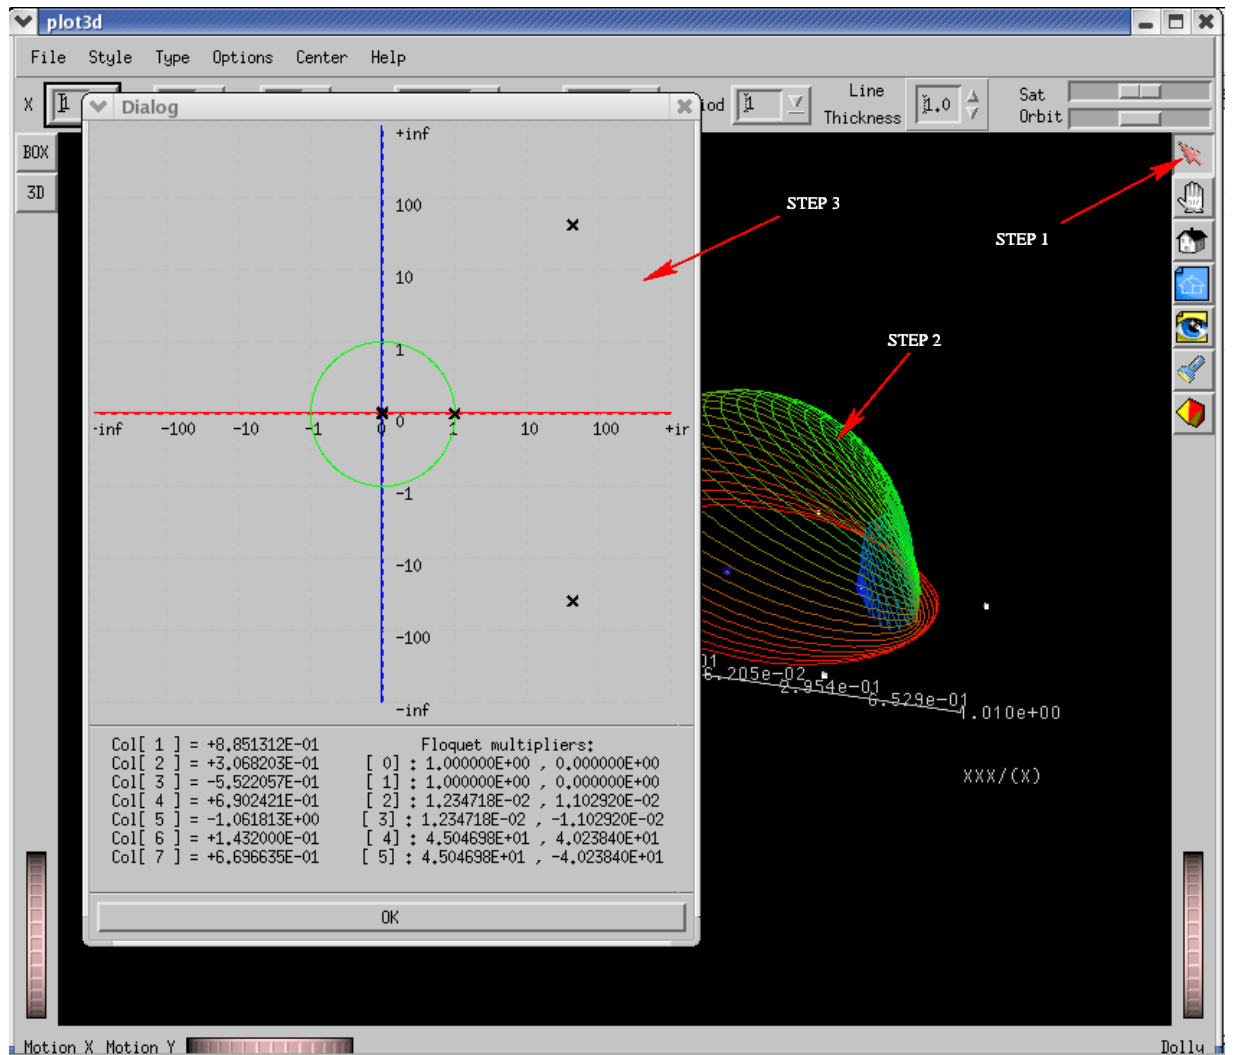 plot3d
File Style Type Options Center Help
X 1 iod 1 Line Thickness 1.0 Sat Orbit
Dialog
BOX
3D
+inf
100
10
1
0
-inf -100 -10 -1 0 1 10 100 +in
-1
-10
-100
-inf
STEP 3
STEP 1
STEP 2
01 6.205e-02 2.954e-01 6.529e-01 1.010e+00
XXX/(X)
Col[ 1 ] = +8.851312E-01
Col[ 2 ] = +3.068203E-01
Col[ 3 ] = -5.522057E-01
Col[ 4 ] = +6.902421E-01
Col[ 5 ] = -1.061813E+00
Col[ 6 ] = +1.432000E-01
Col[ 7 ] = +6.696635E-01
Floquet multipliers:
[ 0] : 1.000000E+00 , 0.000000E+00
[ 1] : 1.000000E+00 , 0.000000E+00
[ 2] : 1.234718E-02 , 1.102920E-02
[ 3] : 1.234718E-02 , -1.102920E-02
[ 4] : 4.504698E+01 , 4.023840E+01
[ 5] : 4.504698E+01 , -4.023840E+01
OK
Motion X Motion Y Dolly